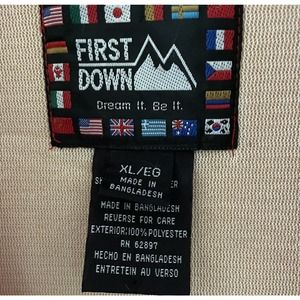 FIRST
DOWN
Dream It. Be It.
XL/EG
MADE IN
BANGLADESH
MADE IN BANGLADESH
REVERSE FOR CARE
EXTERIOR:100%POLYESTER
RN 62897
HECHO EN BANGLADESH
ENTRETEIN AU VERSO